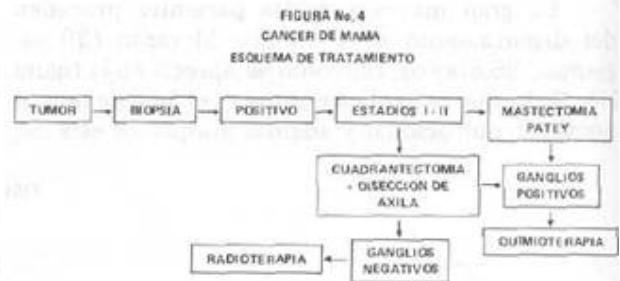 FIGURA No. 4
CANCER DE MAMA
ESQUEMA DE TRATAMIENTO
TUMOR
BIOPSIA
POSITIVO
ESTADIOS I - II
MASTECTOMIA
PATEY
CUADRANTECTOMIA
+ DISECCION DE
AXILA
GANGLIOS
POSITIVOS
QUIMIOTERAPIA
RADIOTERAPIA
GANGLIOS
NEGATIVOS